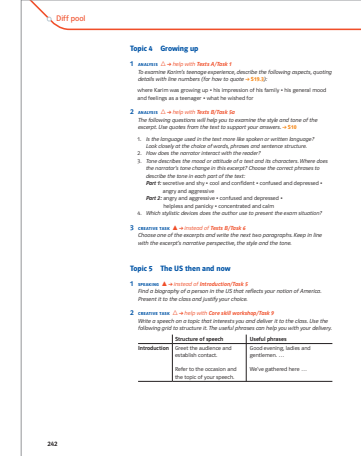 Diff pool
Topic 4 Growing up
1 ANALYSIS △ → help with Texts A/Task 1
To examine Karim's teenage experience, describe the following aspects, quoting
details with line numbers (for how to quote → S19.3):
where Karim was growing up • his impression of his family • his general mood
and feelings as a teenager • what he wished for
2 ANALYSIS △ → help with Texts B/Task 5a
The following questions will help you to examine the style and tone of the
excerpt. Use quotes from the text to support your answers. → S10
1. Is the language used in the text more like spoken or written language?
Look closely at the choice of words, phrases and sentence structure.
2. How does the narrator interact with the reader?
3. Tone describes the mood or attitude of a text and its characters. Where does
the narrator's tone change in this excerpt? Choose the correct phrases to
describe the tone in each part of the text:
Part 1: secretive and shy • cool and confident • confused and depressed •
angry and aggressive
Part 2: angry and aggressive • confused and depressed •
helpless and panicky • concentrated and calm
4. Which stylistic devices does the author use to present the exam situation?
3 CREATIVE TASK ▲ → instead of Texts B/Task 6
Choose one of the excerpts and write the next two paragraphs. Keep in line
with the excerpt's narrative perspective, the style and the tone.
Topic 5 The US then and now
1 SPEAKING ▲ → instead of Introduction/Task 5
Find a biography of a person in the US that reflects your notion of America.
Present it to the class and justify your choice.
2 CREATIVE TASK △ → help with Core skill workshop/Task 9
Write a speech on a topic that interests you and deliver it to the class. Use the
following grid to structure it. The useful phrases can help you with your delivery.
Structure of speech Useful phrases
Introduction Greet the audience and Good evening, ladies and
establish contact. gentlemen. …
Refer to the occasion and We've gathered here …
the topic of your speech.
242